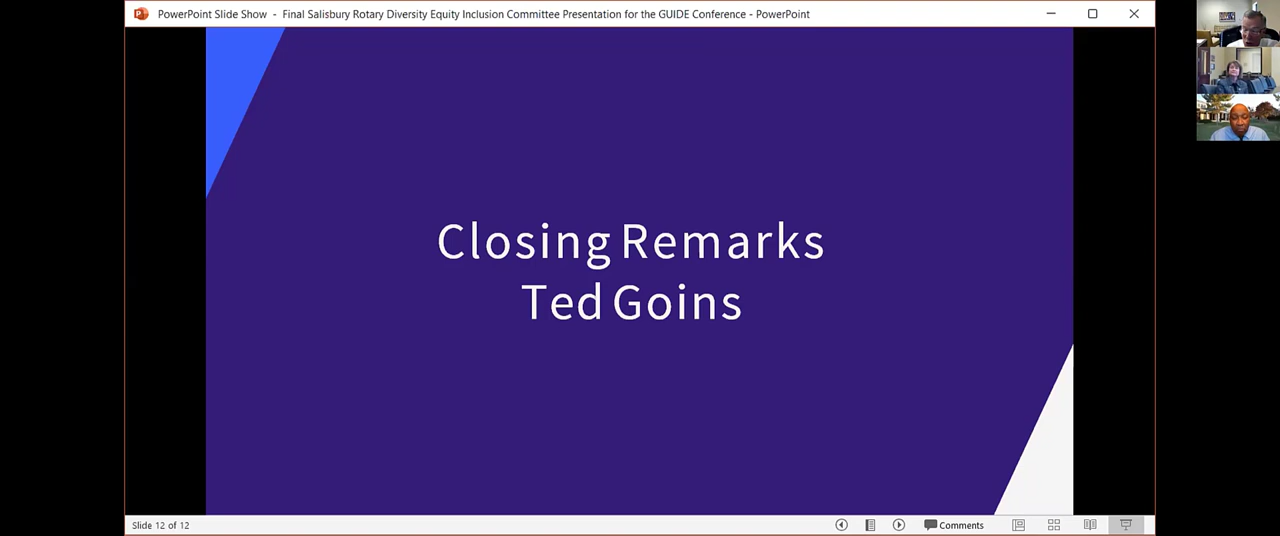 PowerPoint Slide Show - Final Salisbury Rotary Diversity Equity Inclusion Committee Presentation for the GUIDE Conference - PowerPoint
Closing Remarks
Ted Goins
Slide 12 of 12
Comments